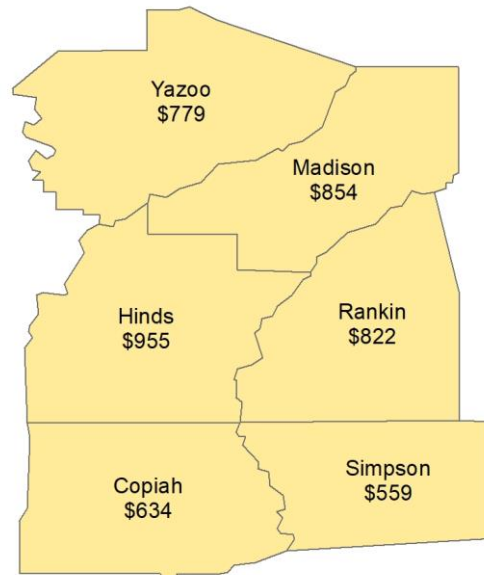 Yazoo
$779
Madison
$854
Hinds
$955
Rankin
$822
Copiah
$634
Simpson
$559